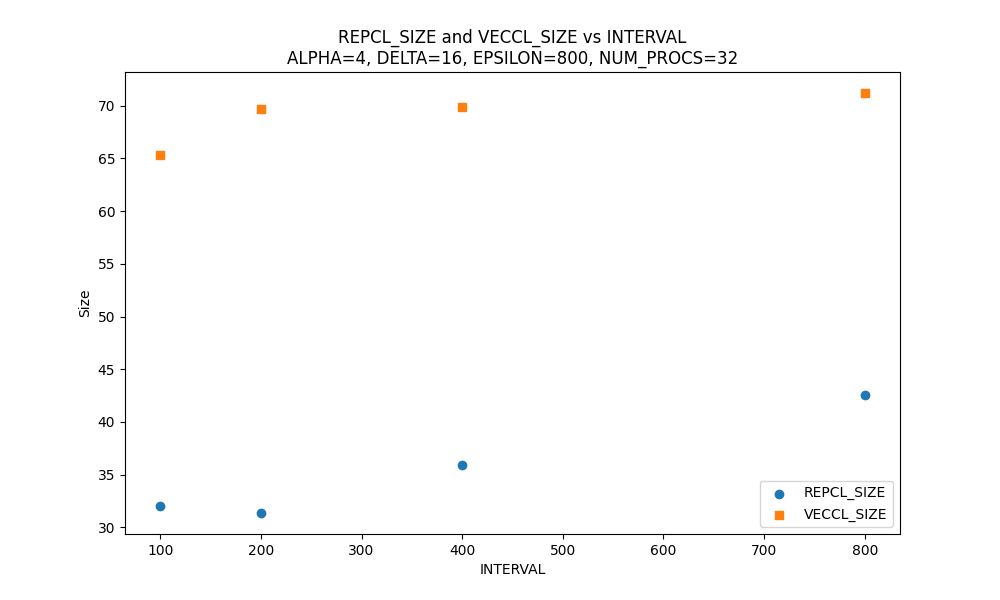 REPCL_SIZE and VECCL_SIZE vs INTERVAL
ALPHA=4, DELTA=16, EPSILON=800, NUM_PROCS=32
70
65
60
55
50
45
40
35
30
Size
100 200 300 400 500 600 700 800
INTERVAL
REPCL_SIZE
VECCL_SIZE